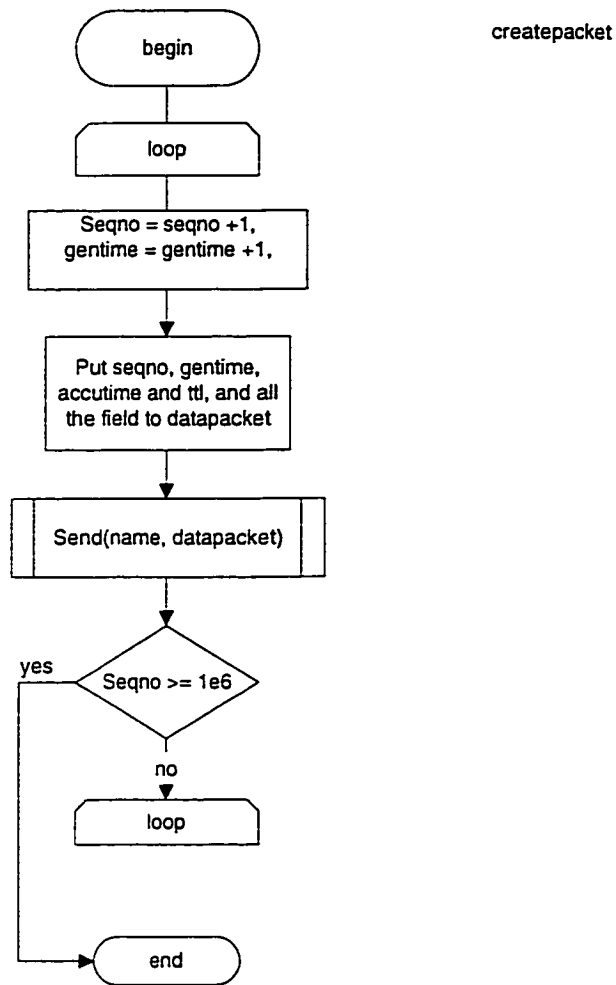 createpacket
begin
loop
Seqno = seqno +1,
gentime = gentime +1,
Put seqno, gentime,
accutime and ttl, and all
the field to datapacket
Send(name, datapacket)
yes
Seqno >= 1e6
no
loop
end